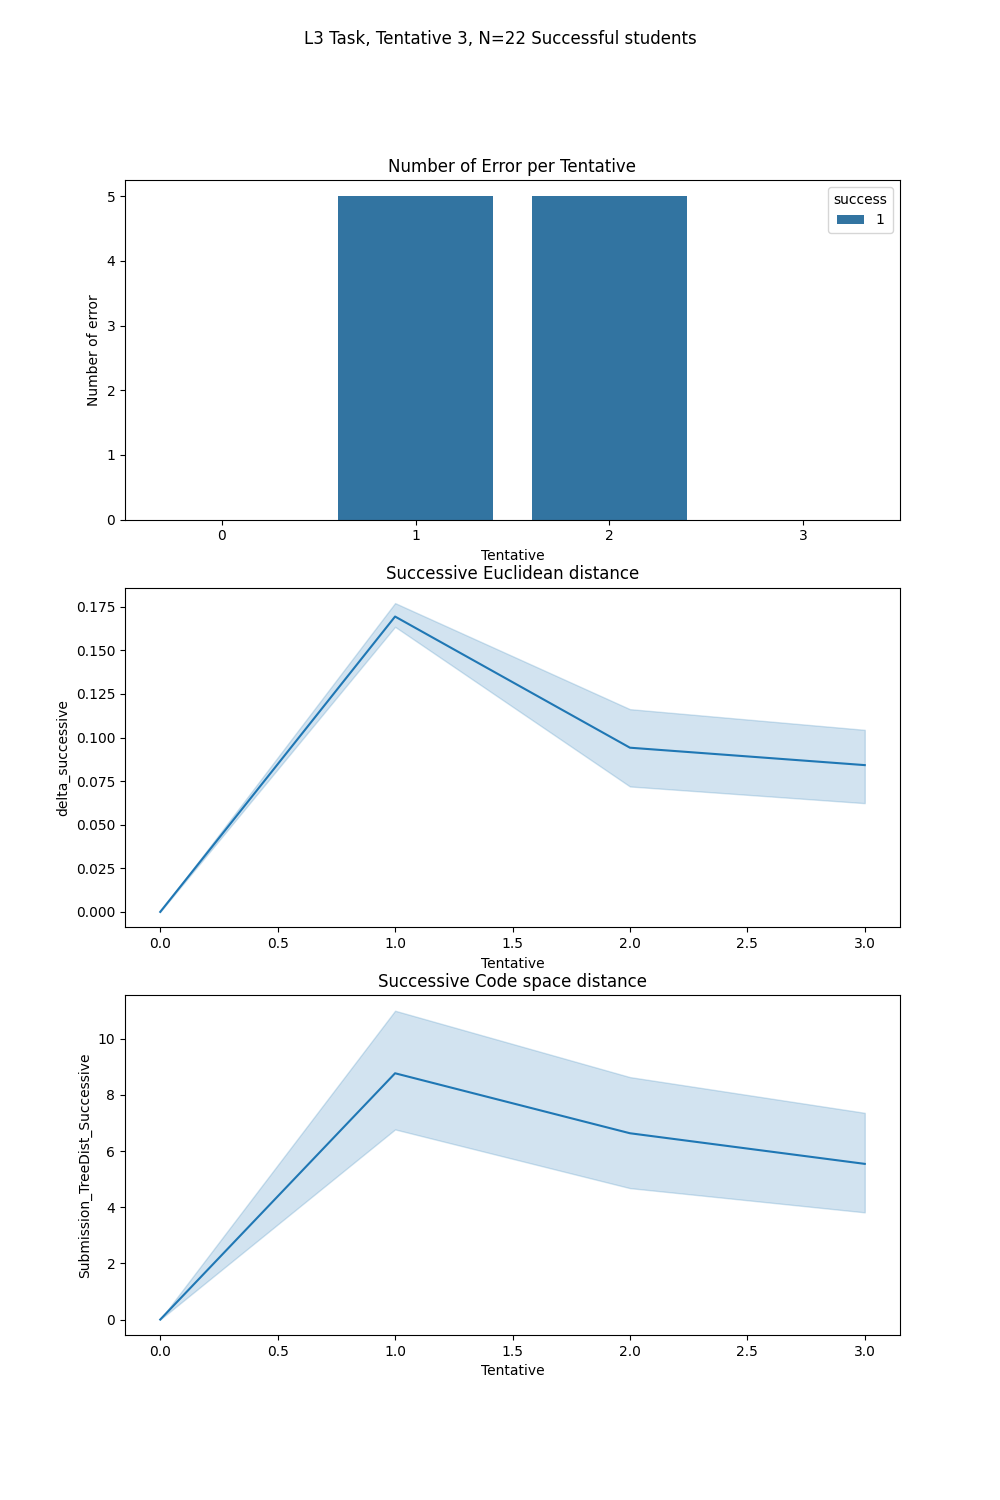 L3 Task, Tentative 3, N=22 Successful students
Number of Error per Tentative
success
1
Number of error
5
4
3
2
1
0
0 1 2 3
Tentative
Successive Euclidean distance
delta_successive
0.175
0.150
0.125
0.100
0.075
0.050
0.025
0.000
0.0 0.5 1.0 1.5 2.0 2.5 3.0
Tentative
Successive Code space distance
Submission_TreeDist_Successive
10
8
6
4
2
0
0.0 0.5 1.0 1.5 2.0 2.5 3.0
Tentative